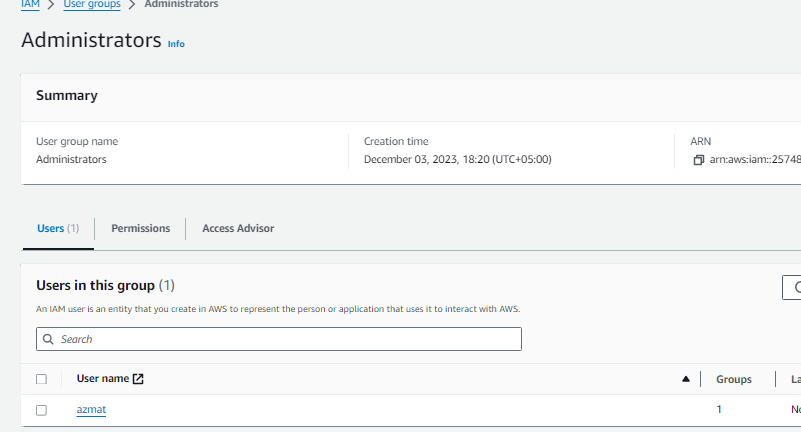 IAM > User groups > Administrators
Administrators Info
Summary
User group name
Administrators
Creation time
December 03, 2023, 18:20 (UTC+05:00)
ARN
arn:aws:iam::25748
Users (1) Permissions Access Advisor
Users in this group (1)
An IAM user is an entity that you create in AWS to represent the person or application that uses it to interact with AWS.
Search
User name Groups
azmat 1